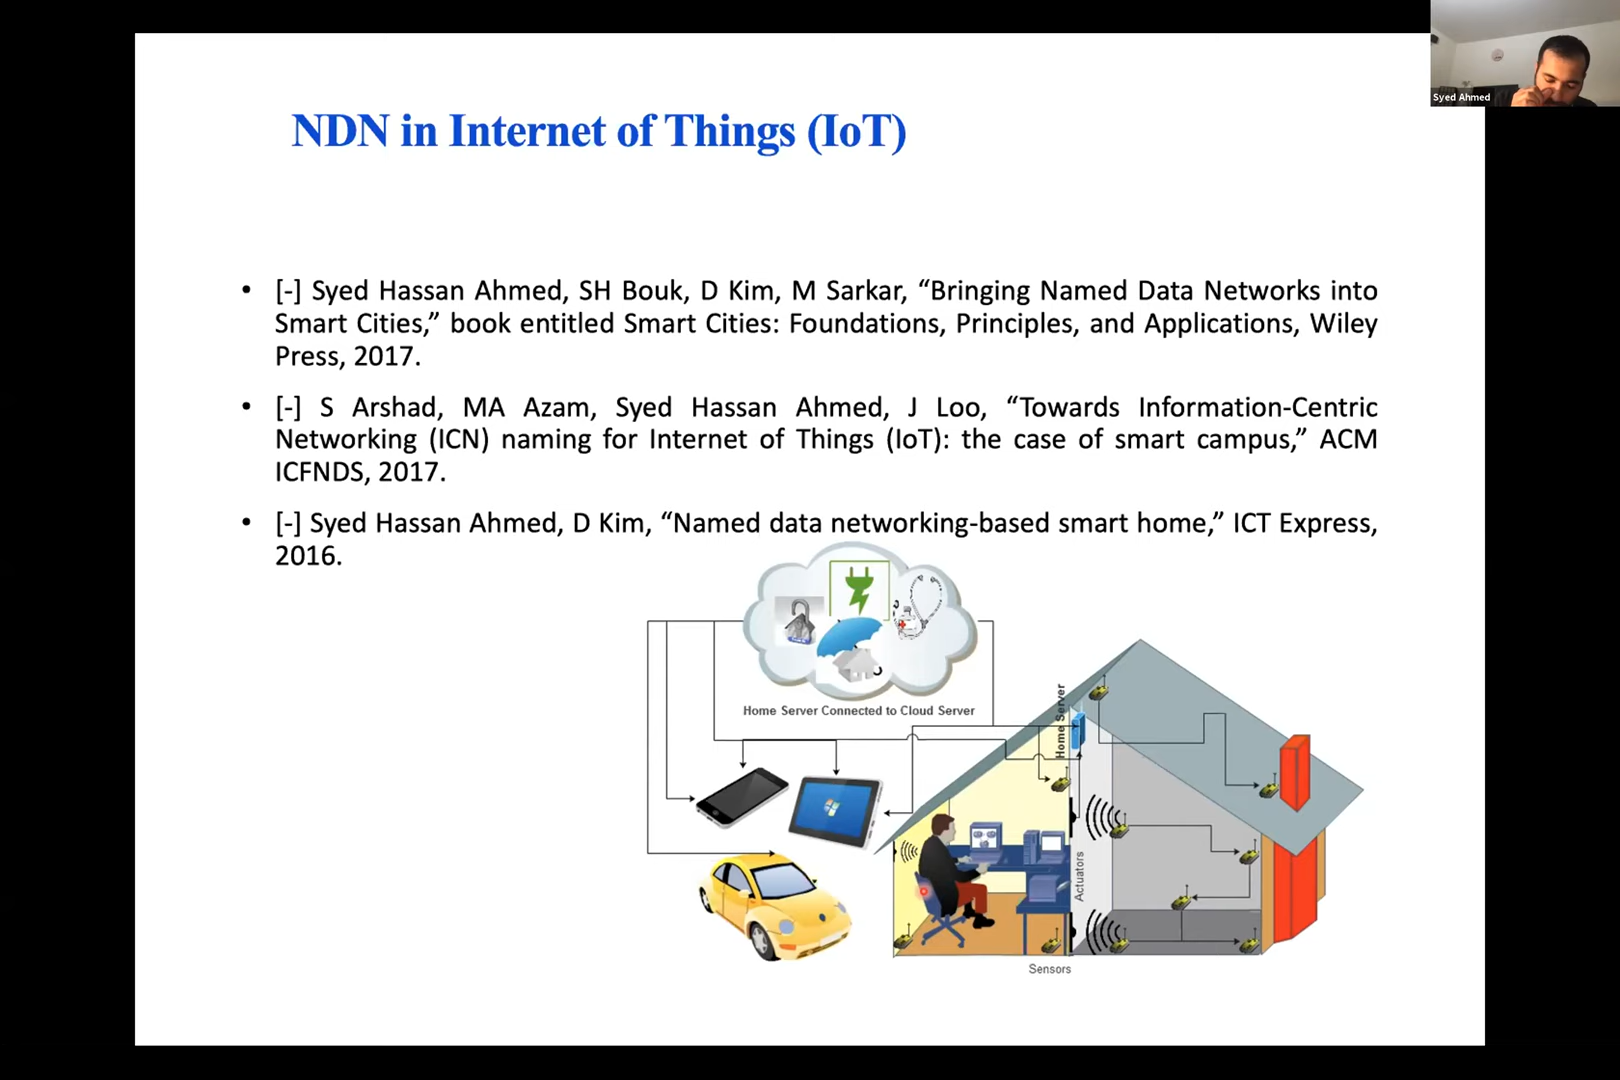 Syed Ahmed
NDN in Internet of Things (IoT)
• [-] Syed Hassan Ahmed, SH Bouk, D Kim, M Sarkar, “Bringing Named Data Networks into
Smart Cities,” book entitled Smart Cities: Foundations, Principles, and Applications, Wiley
Press, 2017.
• [-] S Arshad, MA Azam, Syed Hassan Ahmed, J Loo, “Towards Information-Centric
Networking (ICN) naming for Internet of Things (IoT): the case of smart campus,” ACM
ICFNDS, 2017.
• [-] Syed Hassan Ahmed, D Kim, “Named data networking-based smart home,” ICT Express,
2016.
Home Server Connected to Cloud Server
Home Server
Actuators
Sensors